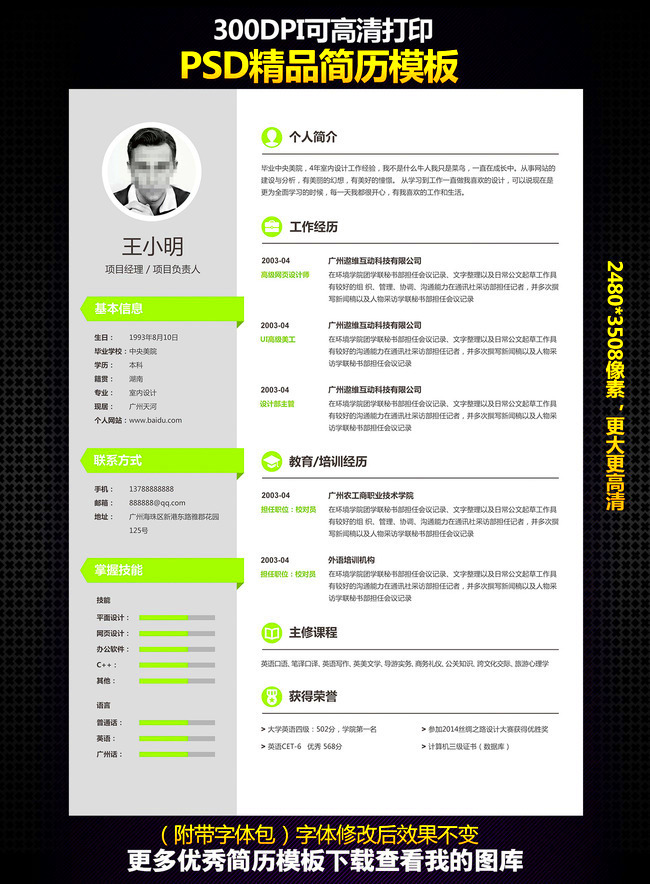 300DPI可高清打印
PSD精品简历模板
王小明
项目经理 / 项目负责人
基本信息
生日： 1993年8月10日
毕业学校：中央美院
学历： 本科
籍贯： 湖南
专业： 室内设计
现居： 广州天河
个人网站：www.baidu.com
联系方式
手机： 13788888888
邮箱： 888888@qq.com
地址： 广州海珠区新港东路雅郡花园
125号
掌握技能
技能
平面设计：
网页设计：
办公软件：
C++：
其他：
语言
普通话：
英语：
广州话：
个人简介
毕业中央美院，4年室内设计工作经验，我不是什么牛人我只是菜鸟，一直在成长中。从事网站的
建设与分析，有美丽的幻想，有美好的憧憬。 从学习到工作一直做我喜欢的设计，可以说现在是
更为全面学习的时候，每一天我都很开心，有我喜欢的工作和生活。
工作经历
2003-04 广州遨维互动科技有限公司
高级网页设计师 在环境学院团学联秘书部担任会议记录、文字整理以及日常公文起草工作具
有较好的组 织、管理、协调、沟通能力在通讯社采访部担任记者，并多次撰
写新闻稿以及人物采访学联秘书部担任会议记录
2003-04 广州遨维互动科技有限公司
UI高级美工 在环境学院团学联秘书部担任会议记录、文字整理以及日常公文起草工作具
有较好的沟通能力在通讯社采访部担任记者，并多次撰写新闻稿以及人物采
访学联秘书部担任会议记录
2003-04 广州遨维互动科技有限公司
设计部主管 在环境学院团学联秘书部担任会议记录、文字整理以及日常公文起草工作具
有较好的沟通能力在通讯社采访部担任记者，并多次撰写新闻稿以及人物采
访学联秘书部担任会议记录
教育/培训经历
2003-04 广州农工商职业技术学院
担任职位：校对员 在环境学院团学联秘书部担任会议记录、文字整理以及日常公文起草工作具
有较好的组 织、管理、协调、沟通能力在通讯社采访部担任记者，并多次撰
写新闻稿以及人物采访学联秘书部担任会议记录
2003-04 外语培训机构
担任职位：校对员 在环境学院团学联秘书部担任会议记录、文字整理以及日常公文起草工作具
有较好的沟通能力在通讯社采访部担任记者，并多次撰写新闻稿以及人物采
访学联秘书部担任会议记录
主修课程
英语口语, 笔译口译, 英语写作, 英美文学, 导游实务, 商务礼仪, 公关知识, 跨文化交际, 旅游心理学
获得荣誉
> 大学英语四级：502分，学院第一名
> 参加2014丝绸之路设计大赛获得优胜奖
> 英语CET-6 优秀 568分
> 计算机三级证书（数据库）
2480*3508像素，更大更高清
（附带字体包）字体修改后效果不变
更多优秀简历模板下载查看我的图库